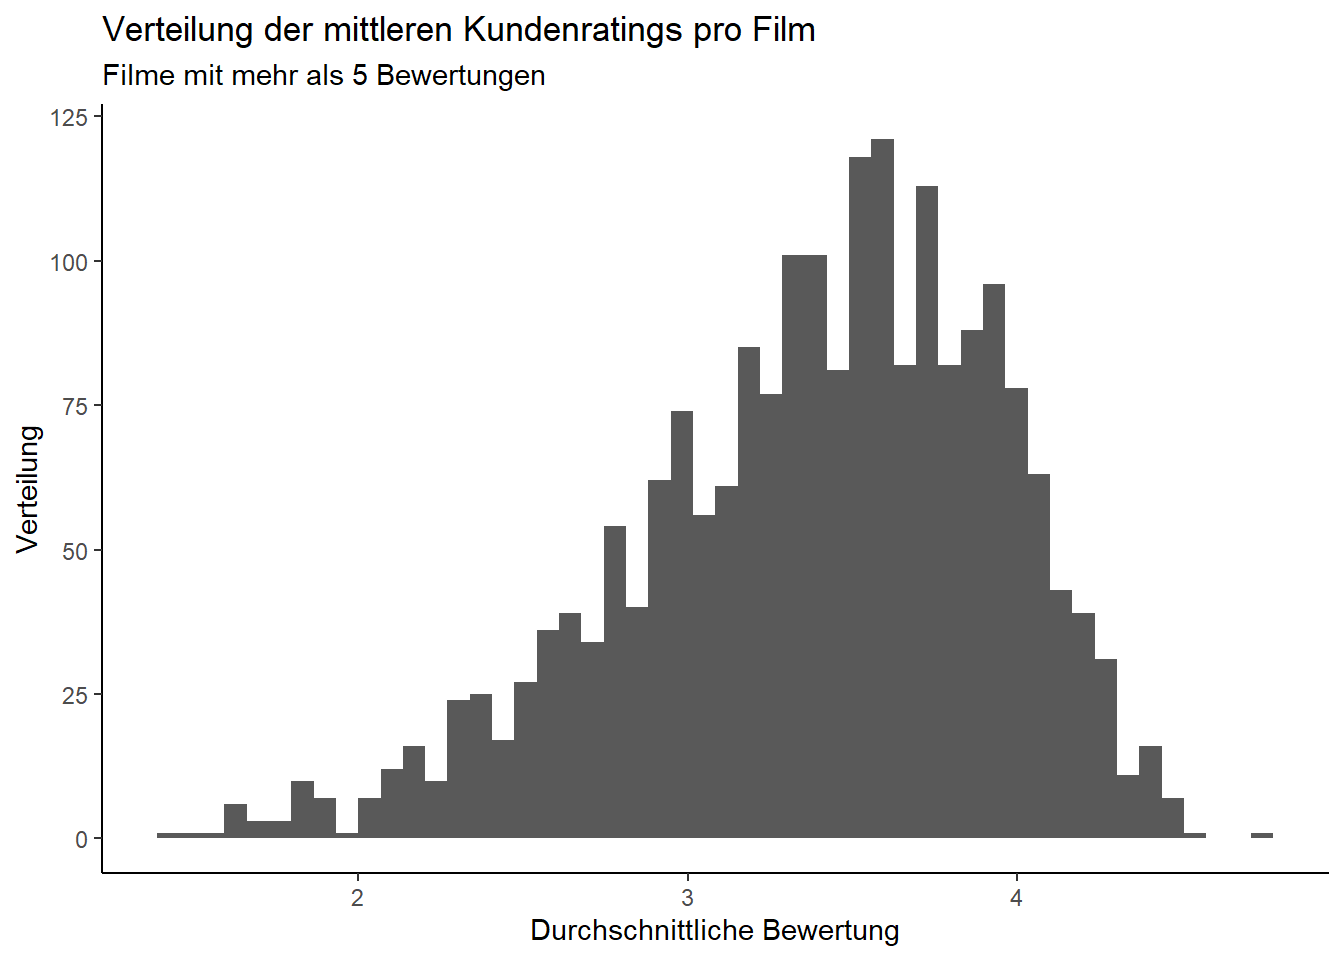 Verteilung der mittleren Kundenratings pro Film
Filme mit mehr als 5 Bewertungen
125
100
75
50
25
0
Verteilung
2 3 4
Durchschnittliche Bewertung